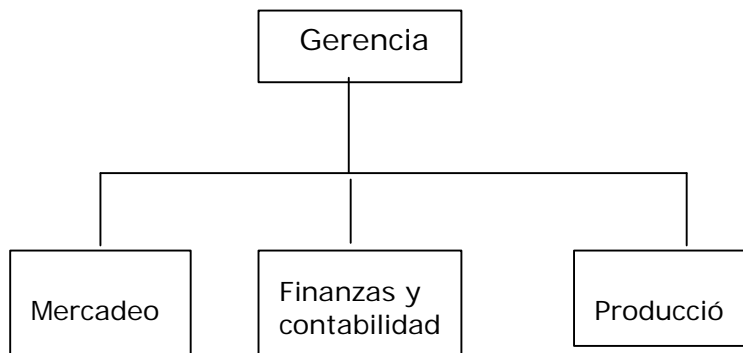 Gerencia
Mercadeo
Finanzas y
contabilidad
Producció